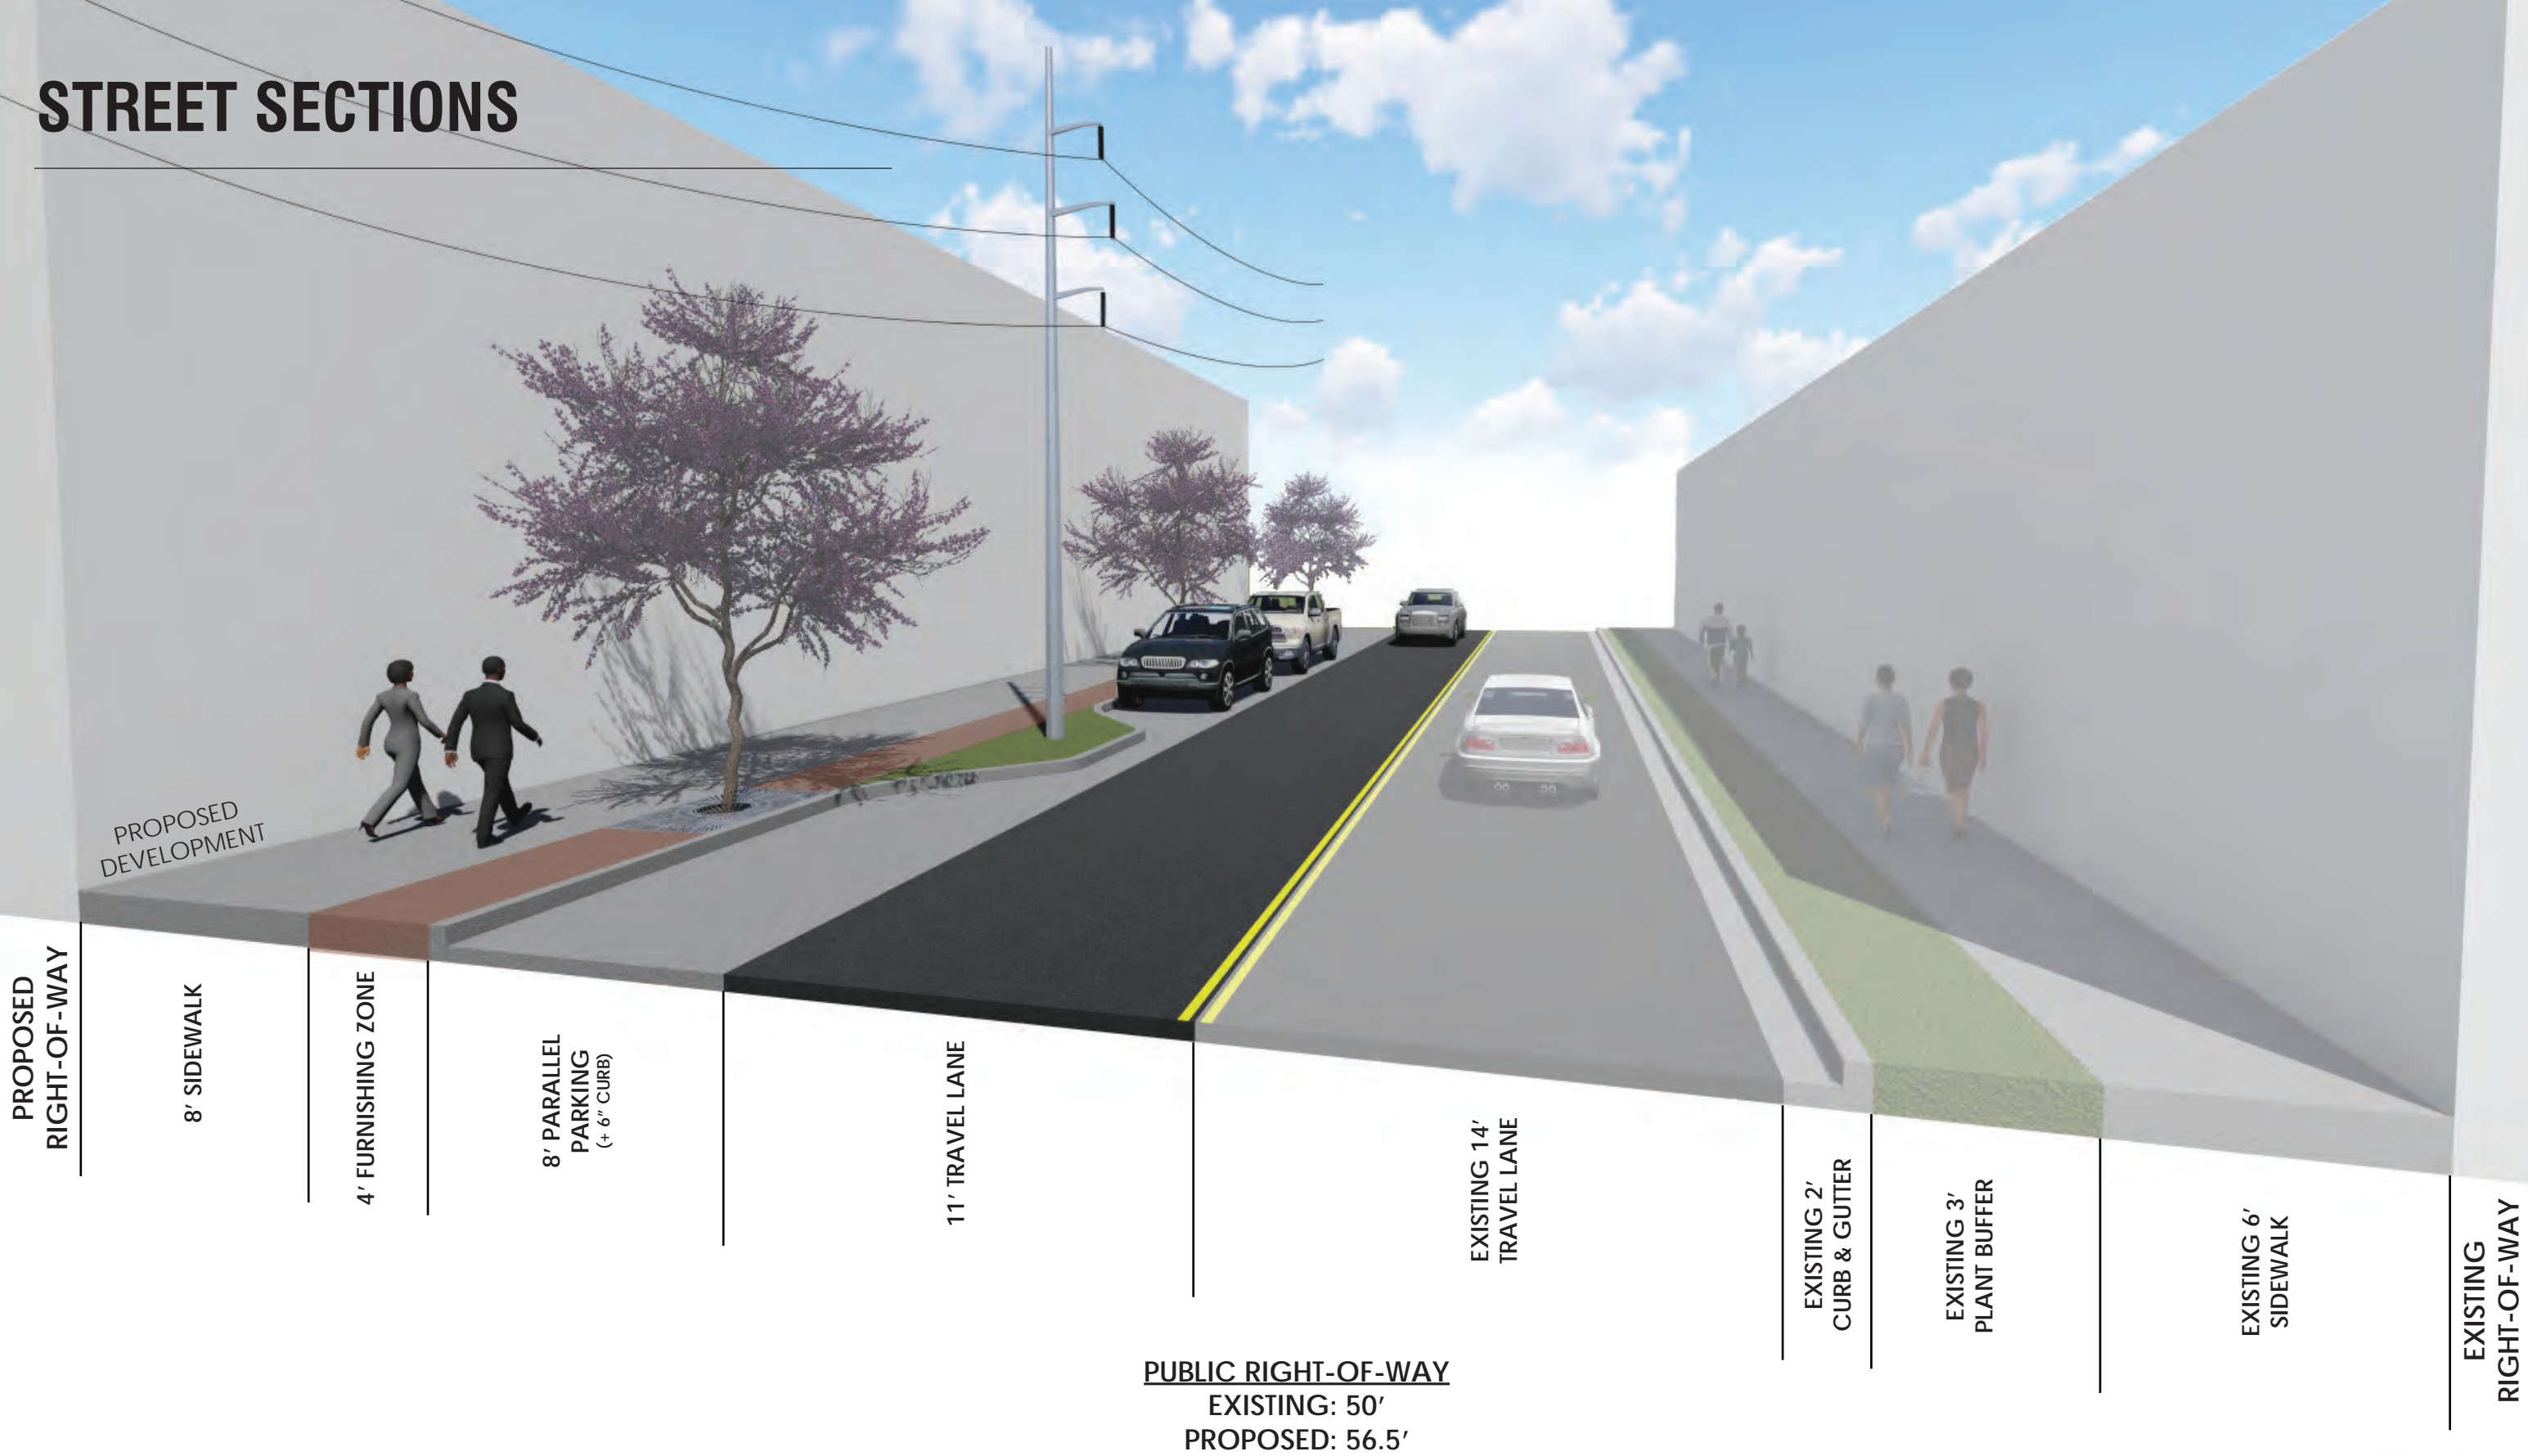 STREET SECTIONS
PROPOSED
DEVELOPMENT
PROPOSED
RIGHT-OF-WAY
8' SIDEWALK
4' FURNISHING ZONE
8' PARALLEL
PARKING
(+ 6" CURB)
11' TRAVEL LANE
EXISTING 14'
TRAVEL LANE
EXISTING 2'
CURB & GUTTER
EXISTING 3'
PLANT BUFFER
EXISTING 6'
SIDEWALK
EXISTING
RIGHT-OF-WAY
PUBLIC RIGHT-OF-WAY
EXISTING: 50'
PROPOSED: 56.5'